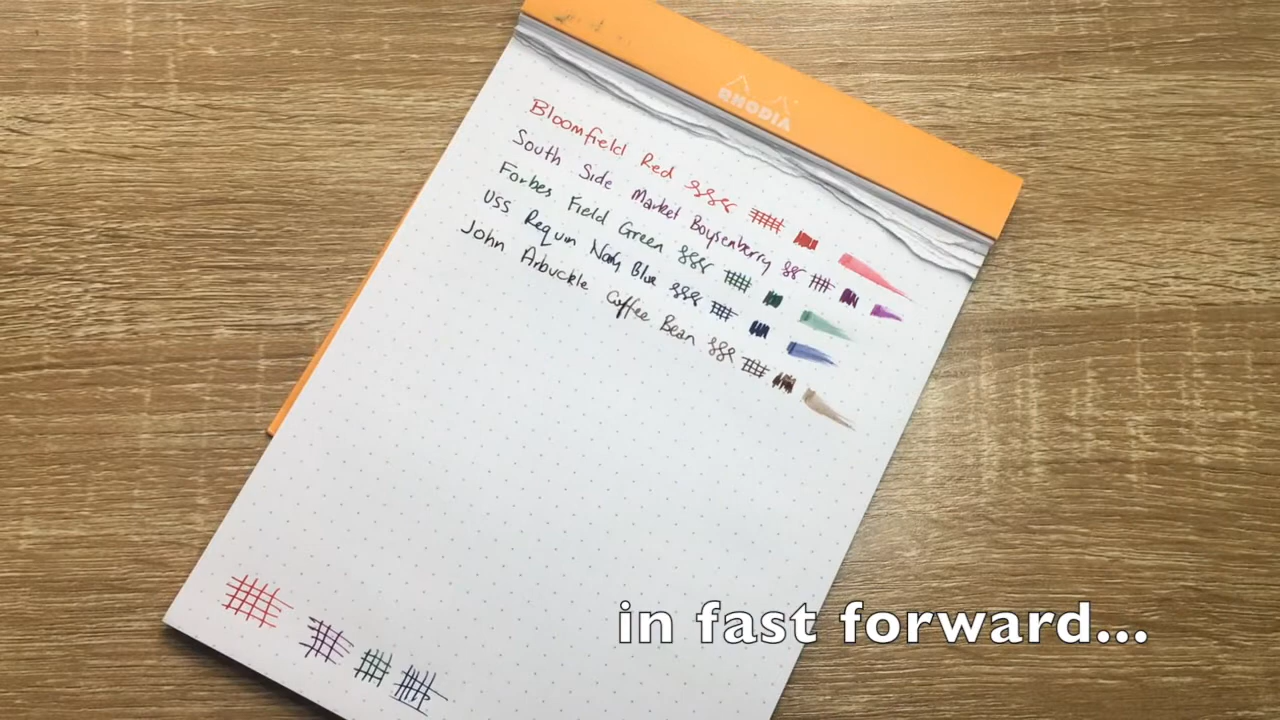 RHODIA
Bloomfield Red
South Side Market Boysenberry
Forbes Field Green
USS Requin Navy Blue
John Arbuckle Coffee Bean
in fast forward...